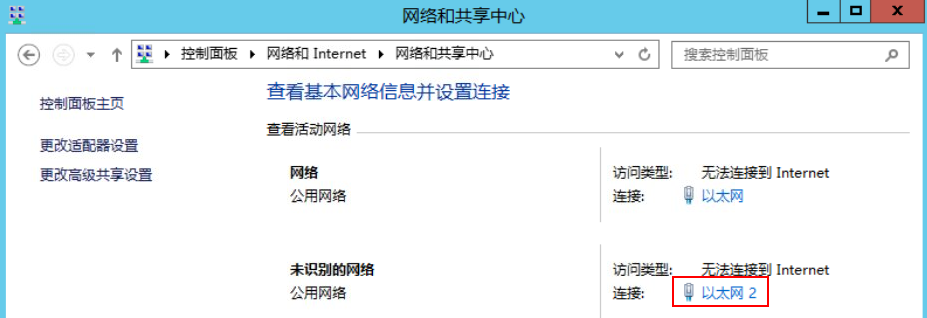 网络和共享中心
控制面板 网络和 Internet 网络和共享中心 搜索控制面板
控制面板主页
更改适配器设置
更改高级共享设置
查看基本网络信息并设置连接
查看活动网络
网络
公用网络
访问类型: 无法连接到 Internet
连接: 以太网
未识别的网络
公用网络
访问类型: 无法连接到 Internet
连接: 以太网 2